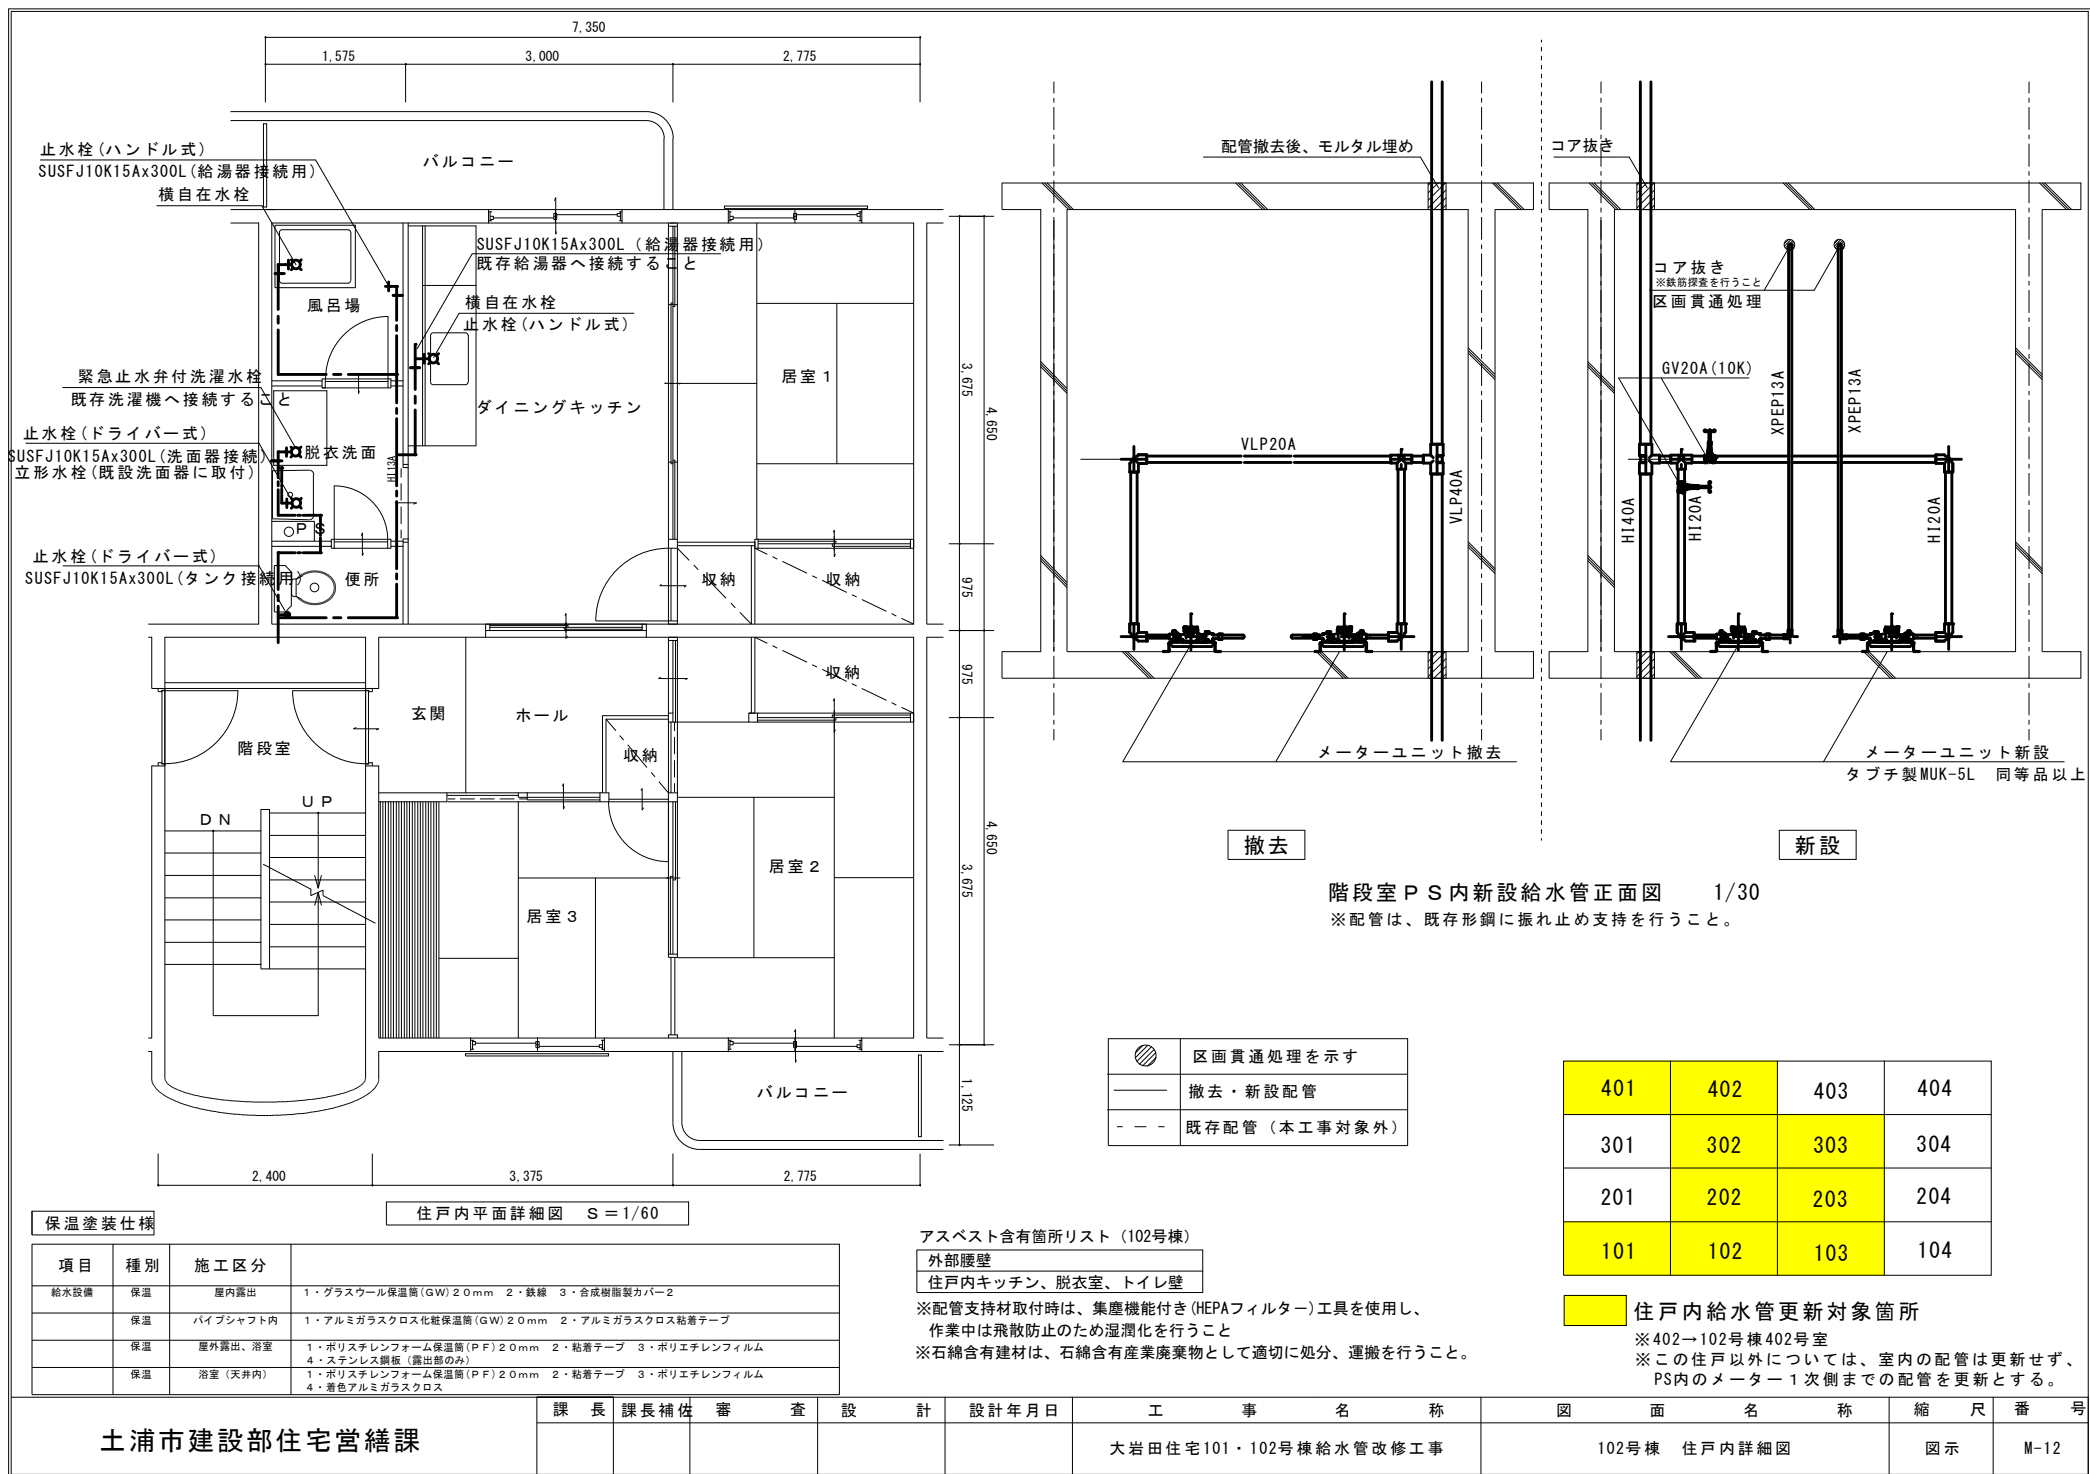 7,350
1,575
3,000
2,775
止水栓(ハンドル式)
SUSFJ10K15Ax300L(給湯器接続用)
横自在水栓
バルコニー
SUSFJ10K15Ax300L (給湯器接続用)
既存給湯器へ接続すること
横自在水栓
止水栓(ハンドル式)
風呂場
緊急止水弁付洗濯水栓
既存洗濯機へ接続すること
ダイニングキッチン
居室1
止水栓(ドライバー式)
SUSFJ10K15Ax300L(洗面器接続)
立形水栓(既設洗面器に取付)
脱衣洗面
HI13A
PS
止水栓(ドライバー式)
SUSFJ10K15Ax300L(タンク接続用)
便所
収納
収納
3,675
4,650
975
975
4,650
3,675
1,125
収納
玄関
ホール
収納
階段室
UP
DN
居室2
居室3
バルコニー
2,400
3,375
2,775
住戸内平面詳細図 S=1/60
配管撤去後、モルタル埋め
VLP20A
VLP40A
メーターユニット撤去
撤去
コア抜き
コア抜き
※鉄筋探査を行うこと
区画貫通処理
GV20A(10K)
XPEP13A
XPEP13A
HI40A
HI20A
HI20A
メーターユニット新設
タブチ製MUK-5L 同等品以上
新設
階段室PS内新設給水管正面図 1/30
※配管は、既存形鋼に振れ止め支持を行うこと。
区画貫通処理を示す
撤去・新設配管
既存配管(本工事対象外)
401 402 403 404
301 302 303 304
201 202 203 204
101 102 103 104
住戸内給水管更新対象箇所
※402→102号棟402号室
※この住戸以外については、室内の配管は更新せず、
PS内のメーター1次側までの配管を更新とする。
保温塗装仕様
項目 種別 施工区分
給水設備 保温 屋内露出 1・グラスウール保温筒(GW)20mm 2・鉄線 3・合成樹脂製カバー2
保温 パイプシャフト内 1・アルミガラスクロス化粧保温筒(GW)20mm 2・アルミガラスクロス粘着テープ
保温 屋外露出、浴室 1・ポリスチレンフォーム保温筒(PF)20mm 2・粘着テープ 3・ポリエチレンフィルム
4・ステンレス鋼板(露出部のみ)
保温 浴室(天井内) 1・ポリスチレンフォーム保温筒(PF)20mm 2・粘着テープ 3・ポリエチレンフィルム
4・着色アルミガラスクロス
アスベスト含有箇所リスト(102号棟)
外部腰壁
住戸内キッチン、脱衣室、トイレ壁
※配管支持材取付時は、集塵機能付き(HEPAフィルター)工具を使用し、
作業中は飛散防止のため湿潤化を行うこと
※石綿含有建材は、石綿含有産業廃棄物として適切に処分、運搬を行うこと。
土浦市建設部住宅営繕課
課長 課長補佐 審査 設計 設計年月日 工事名称 図面名称 縮尺 番号
大岩田住宅101・102号棟給水管改修工事 102号棟 住戸内詳細図 図示 M-12